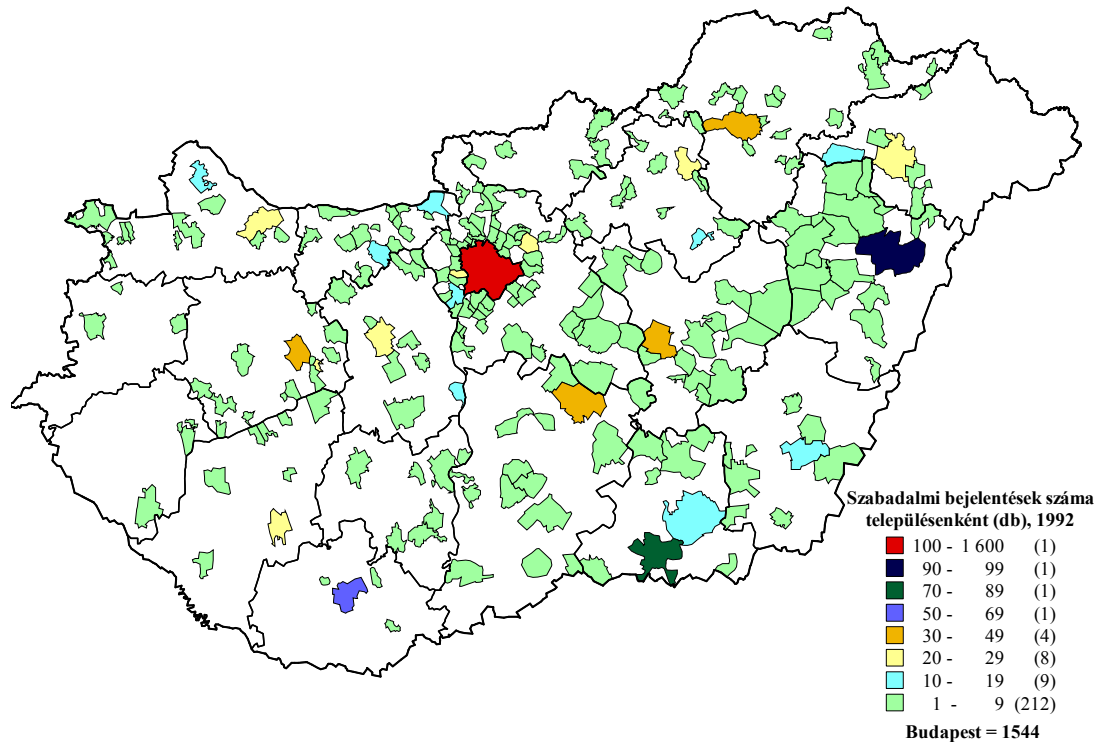 Szabadalmi bejelentések száma
településenként (db), 1992
100 - 1 600 (1)
90 - 99 (1)
70 - 89 (1)
50 - 69 (1)
30 - 49 (4)
20 - 29 (8)
10 - 19 (9)
1 - 9 (212)
Budapest = 1544